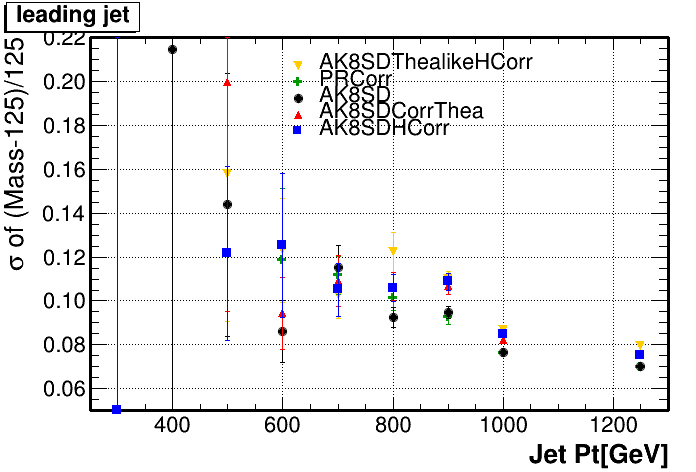 leading jet
σ of (Mass-125)/125
0.22
0.20
0.18
0.16
0.14
0.12
0.10
0.08
0.06
AK8SDThealikeHCorr
PRCorr
AK8SD
AK8SDCorrThea
AK8SDHCorr
400 600 800 1000 1200
Jet Pt[GeV]